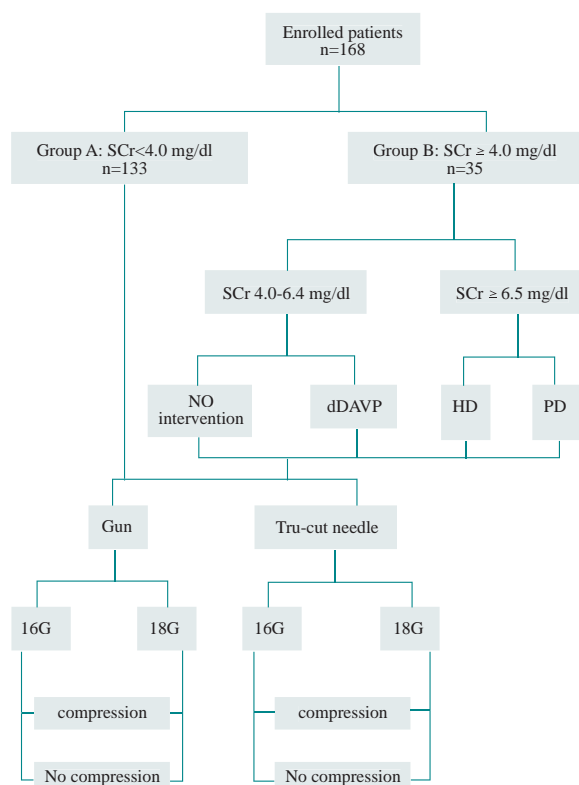 Enrolled patients
n=168
Group A: SCr<4.0 mg/dl
n=133
Group B: SCr ≥ 4.0 mg/dl
n=35
SCr 4.0-6.4 mg/dl
SCr ≥ 6.5 mg/dl
NO
intervention
dDAVP
HD
PD
Gun
Tru-cut needle
16G
18G
16G
18G
compression
compression
No compression
No compression